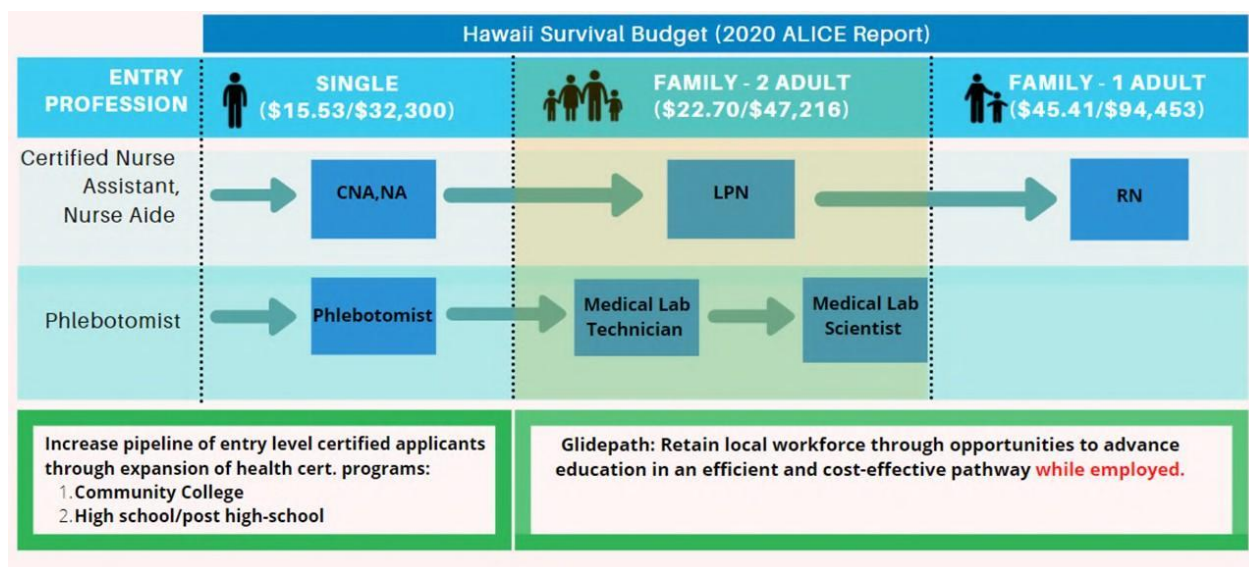 Hawaii Survival Budget (2020 ALICE Report)
ENTRY
PROFESSION
SINGLE
($15.53/$32,300)
FAMILY - 2 ADULT
($22.70/$47,216)
FAMILY - 1 ADULT
($45.41/$94,453)
Certified Nurse
Assistant,
Nurse Aide
CNA,NA
LPN
RN
Phlebotomist
Phlebotomist
Medical Lab
Technician
Medical Lab
Scientist
Increase pipeline of entry level certified applicants
through expansion of health cert. programs:
1.Community College
2.High school/post high-school
Glidepath: Retain local workforce through opportunities to advance
education in an efficient and cost-effective pathway while employed.